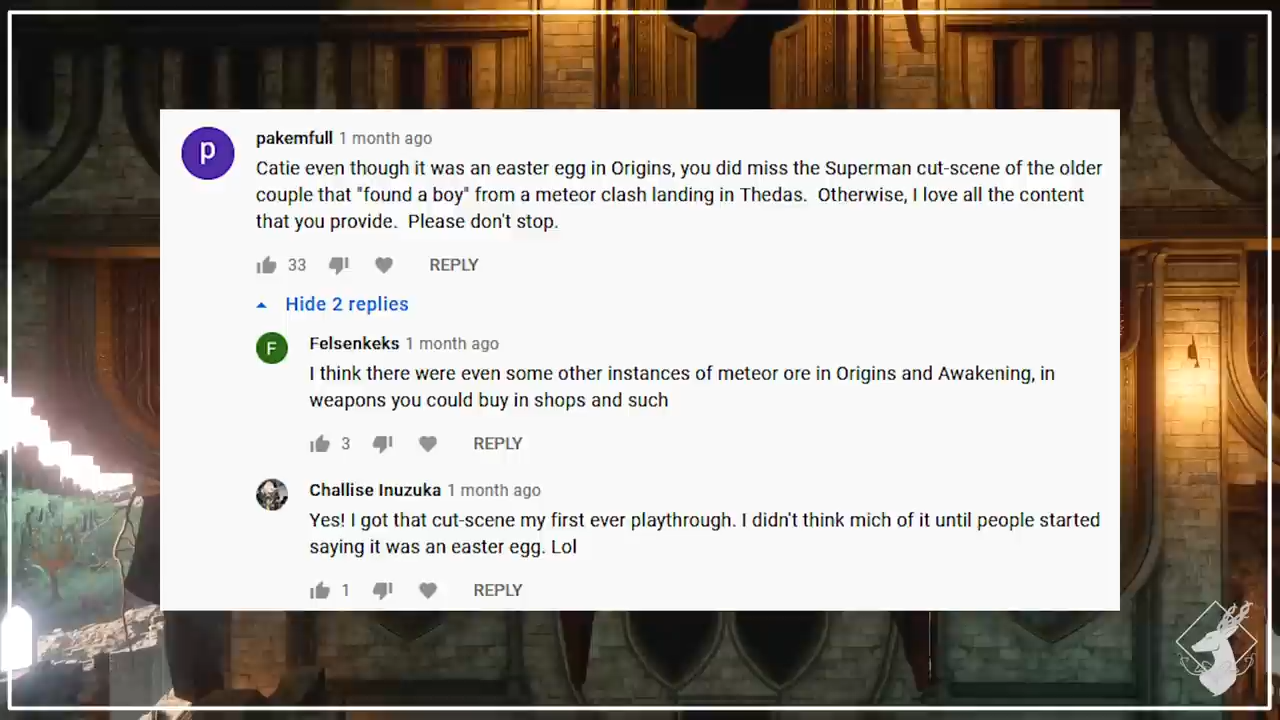 p
pakemfull 1 month ago
Catie even though it was an easter egg in Origins, you did miss the Superman cut-scene of the older
couple that "found a boy" from a meteor clash landing in Thedas.  Otherwise, I love all the content
that you provide.  Please don't stop.
33 REPLY
Hide 2 replies
F
Felsenkeks 1 month ago
I think there were even some other instances of meteor ore in Origins and Awakening, in
weapons you could buy in shops and such
3 REPLY
Challise Inuzuka 1 month ago
Yes! I got that cut-scene my first ever playthrough. I didn't think mich of it until people started
saying it was an easter egg. Lol
1 REPLY